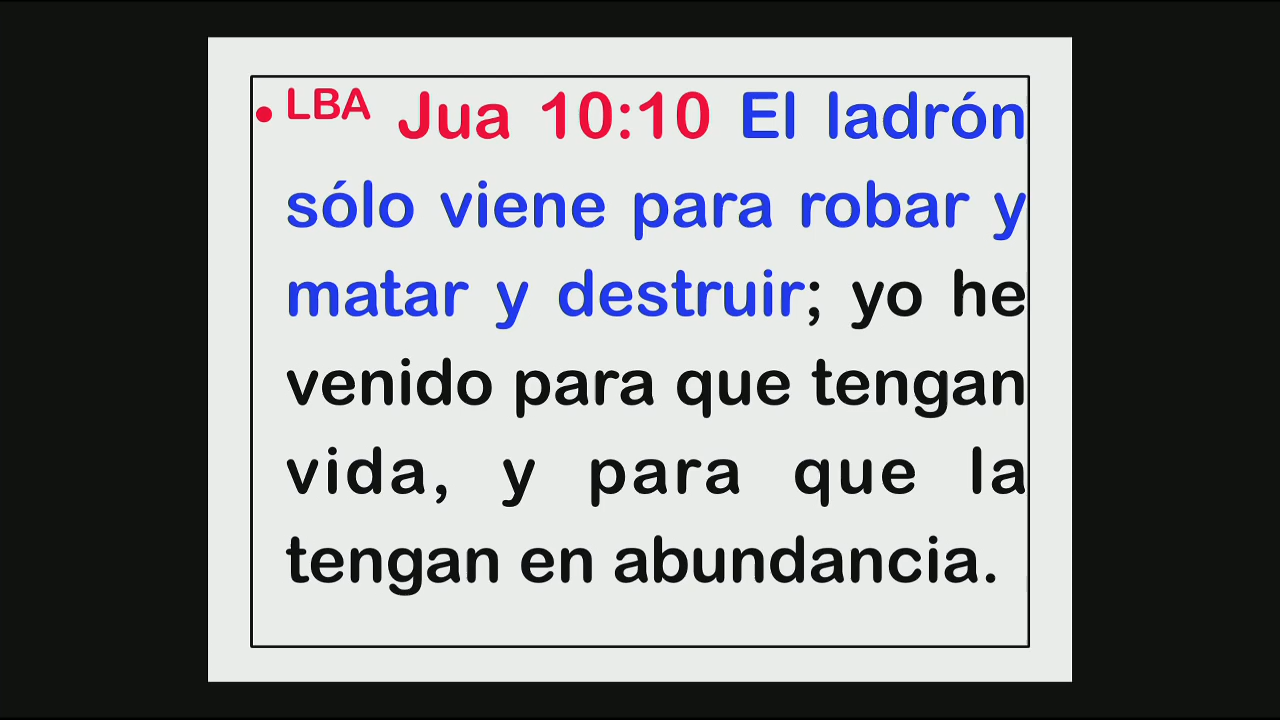 • LBA Jua 10:10 El ladrón
sólo viene para robar y
matar y destruir; yo he
venido para que tengan
vida, y para que la
tengan en abundancia.